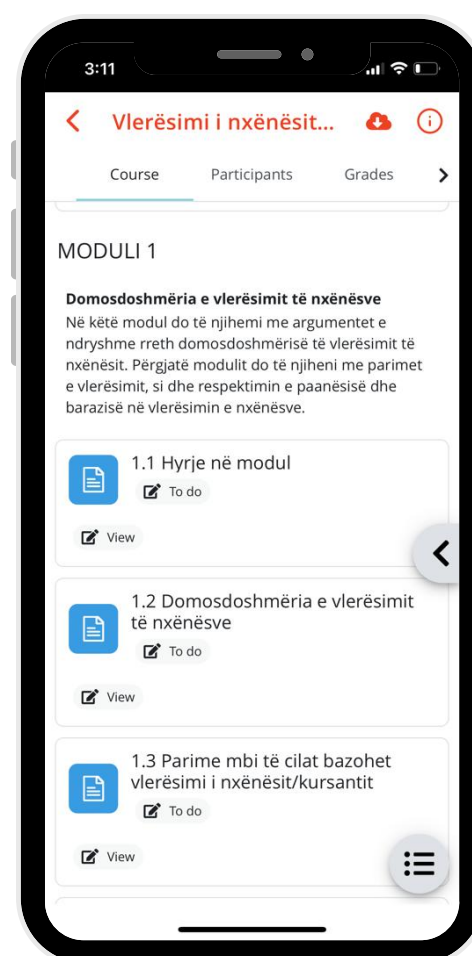 3:11
Vlerësimi i nxënësit...
Course Participants Grades
MODULI 1
Domosdoshmëria e vlerësimit të nxënësve
Në këtë modul do të njihemi me argumentet e
ndryshme rreth domosdoshmërisë të vlerësimit të
nxënësit. Përgjatë modulit do të njiheni me parimet
e vlerësimit, si dhe respektimin e paanësisë dhe
barazisë në vlerësimin e nxënësve.
1.1 Hyrje në modul
To do
View
1.2 Domosdoshmëria e vlerësimit
të nxënësve
To do
View
1.3 Parime mbi të cilat bazohet
vlerësimi i nxënësit/kursantit
To do
View